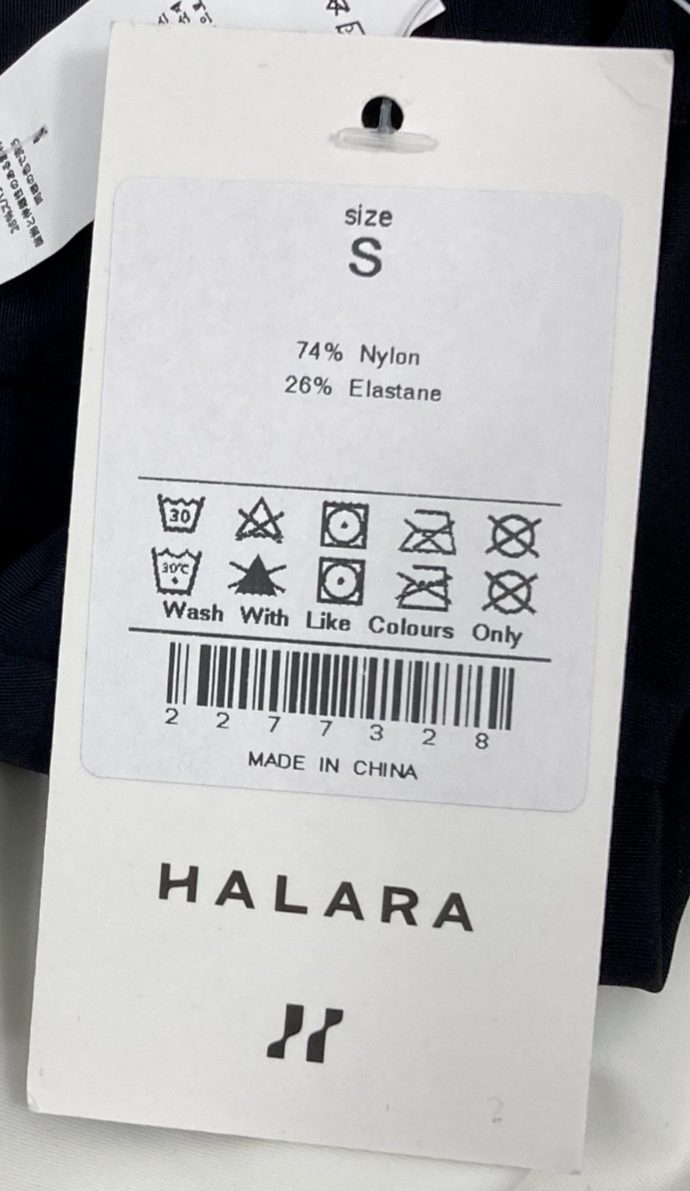 size
S
74% Nylon
26% Elastane
30
30℃
Wash With Like Colours Only
2 2 7 7 3 2 8
MADE IN CHINA
HALARA